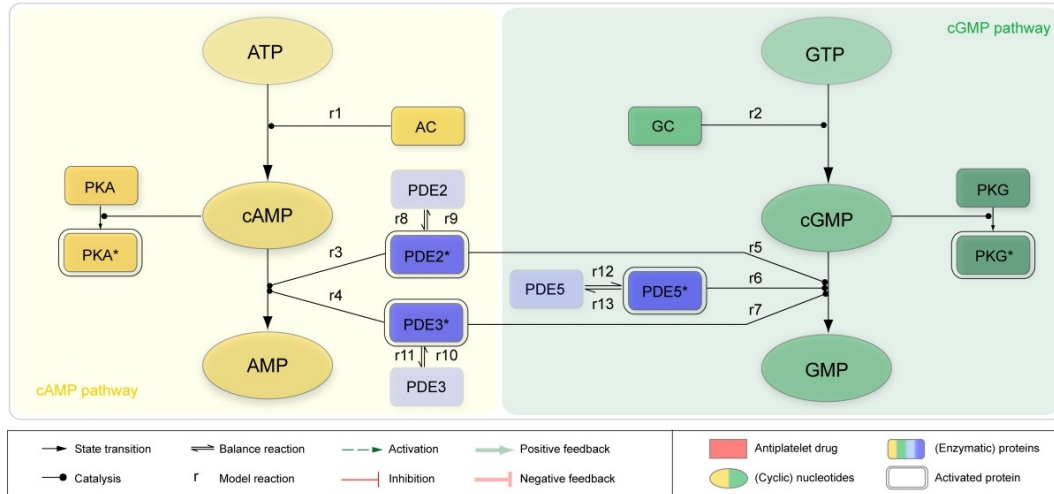 cGMP pathway
ATP
GTP
r1
AC
GC
r2
PKA
PDE2
PKG
cAMP
r8
r9
cGMP
PKA*
r3
PDE2*
r5
PKG*
PDE5
r12
r13
PDE5*
r6
r4
PDE3*
r7
AMP
r11
r10
GMP
cAMP pathway
PDE3
State transition
Balance reaction
Activation
Positive feedback
Antiplatelet drug
(Enzymatic) proteins
Catalysis
r
Model reaction
Inhibition
Negative feedback
(Cyclic) nucleotides
Activated protein